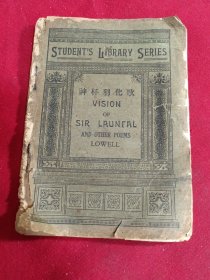 STUDENT'S LIBRARY SERIES
VISION
OF
SIR LAUNFAL
AND OTHER POEMS
LOWELL